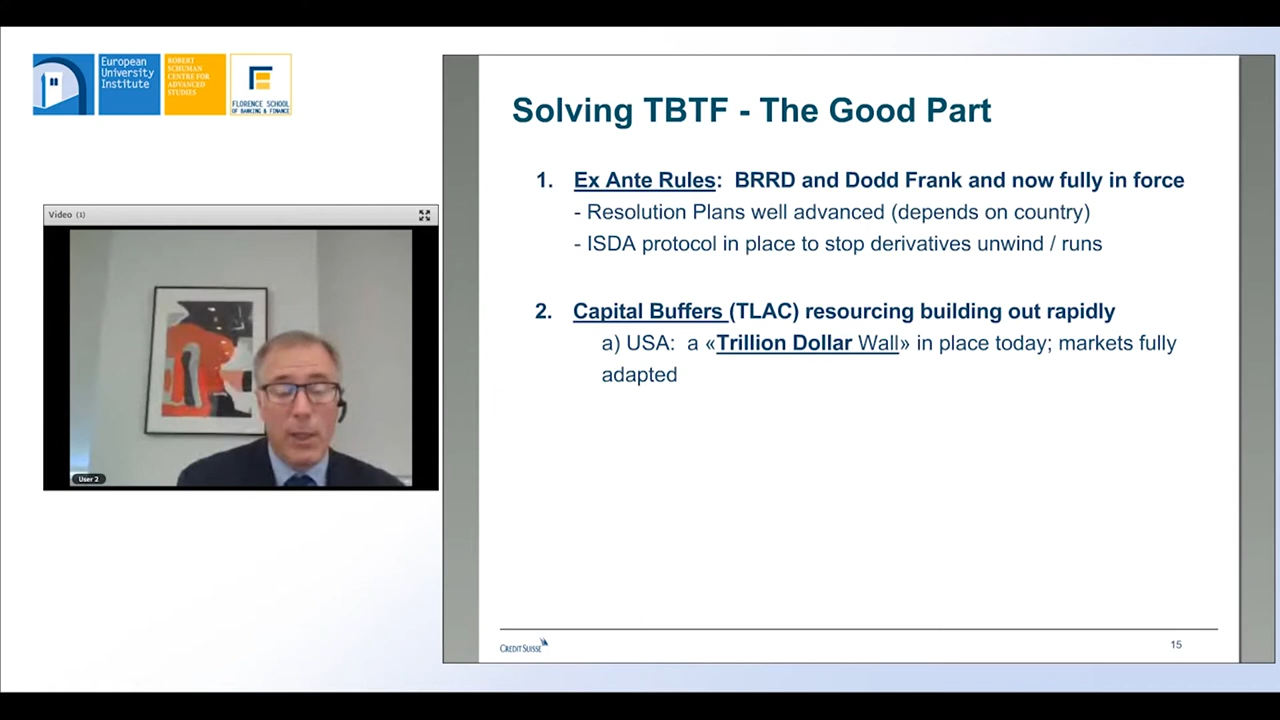 European
University
Institute
ROBERT
SCHUMAN
CENTRE FOR
ADVANCED
STUDIES
FLORENCE SCHOOL
OF BANKING & FINANCE
Video (1)
User 2
Solving TBTF - The Good Part
1. Ex Ante Rules: BRRD and Dodd Frank and now fully in force
- Resolution Plans well advanced (depends on country)
- ISDA protocol in place to stop derivatives unwind / runs
2. Capital Buffers (TLAC) resourcing building out rapidly
a) USA: a «Trillion Dollar Wall» in place today; markets fully
adapted
CREDIT SUISSE
15